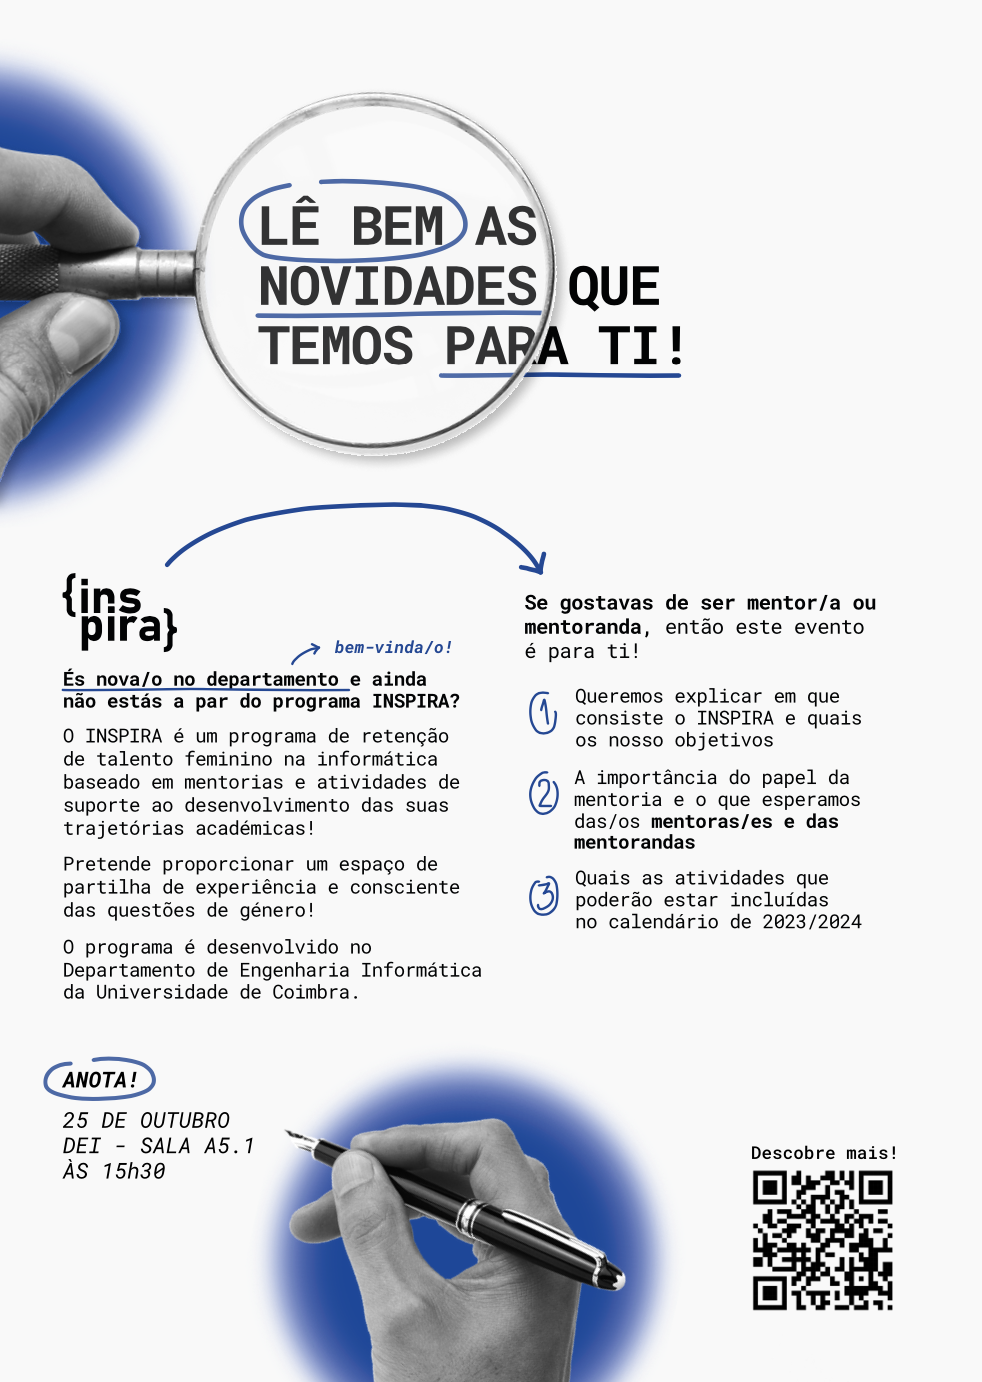 LÊ BEM AS
NOVIDADES QUE
TEMOS PARA TI!
{ins
pira}
bem-vinda/o!
És nova/o no departamento e ainda
não estás a par do programa INSPIRA?
O INSPIRA é um programa de retenção
de talento feminino na informática
baseado em mentorias e atividades de
suporte ao desenvolvimento das suas
trajetórias académicas!
Pretende proporcionar um espaço de
partilha de experiência e consciente
das questões de género!
O programa é desenvolvido no
Departamento de Engenharia Informática
da Universidade de Coimbra.
Se gostavas de ser mentor/a ou
mentoranda, então este evento
é para ti!
1 Queremos explicar em que
consiste o INSPIRA e quais
os nosso objetivos
2 A importância do papel da
mentoria e o que esperamos
das/os mentoras/es e das
mentorandas
3 Quais as atividades que
poderão estar incluídas
no calendário de 2023/2024
ANOTA!
25 DE OUTUBRO
DEI - SALA A5.1
ÀS 15h30
Descobre mais!